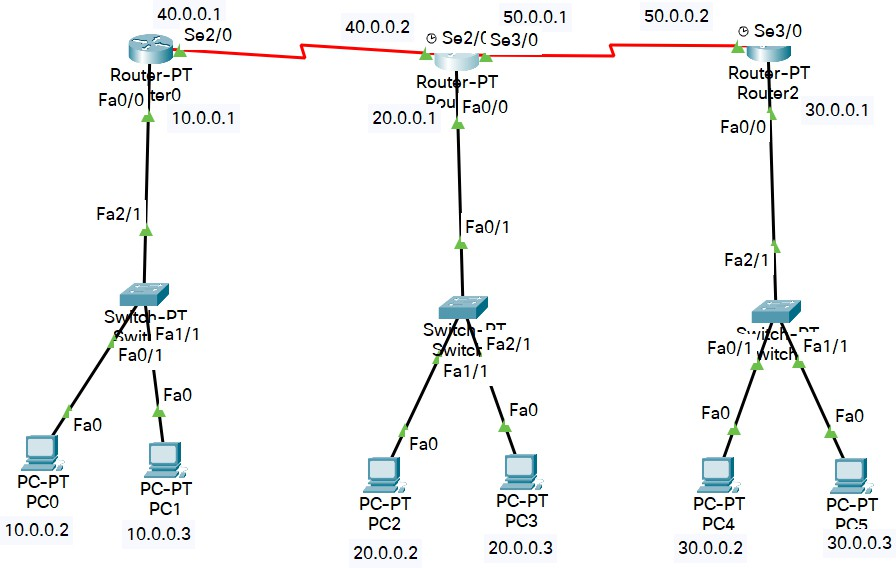 40.0.0.1
Se2/0
Router-PT
Fa0/0
10.0.0.1
40.0.0.2
Se2/0
Se3/0
50.0.0.1
Router-PT
20.0.0.1
Fa0/0
50.0.0.2
Se3/0
Router-PT
Router2
30.0.0.1
Fa0/0
Fa2/1
Switch-PT
Fa1/1
Fa0/1
Fa0
Fa0
PC-PT
PC0
10.0.0.2
PC-PT
PC1
10.0.0.3
Fa0/1
Switch-PT
Switch
Fa2/1
Fa1/1
Fa0
Fa0
PC-PT
PC2
20.0.0.2
PC-PT
PC3
20.0.0.3
Fa2/1
Switch-PT
Fa0/1
Fa1/1
Fa0
Fa0
PC-PT
PC4
30.0.0.2
PC-PT
PC5
30.0.0.3